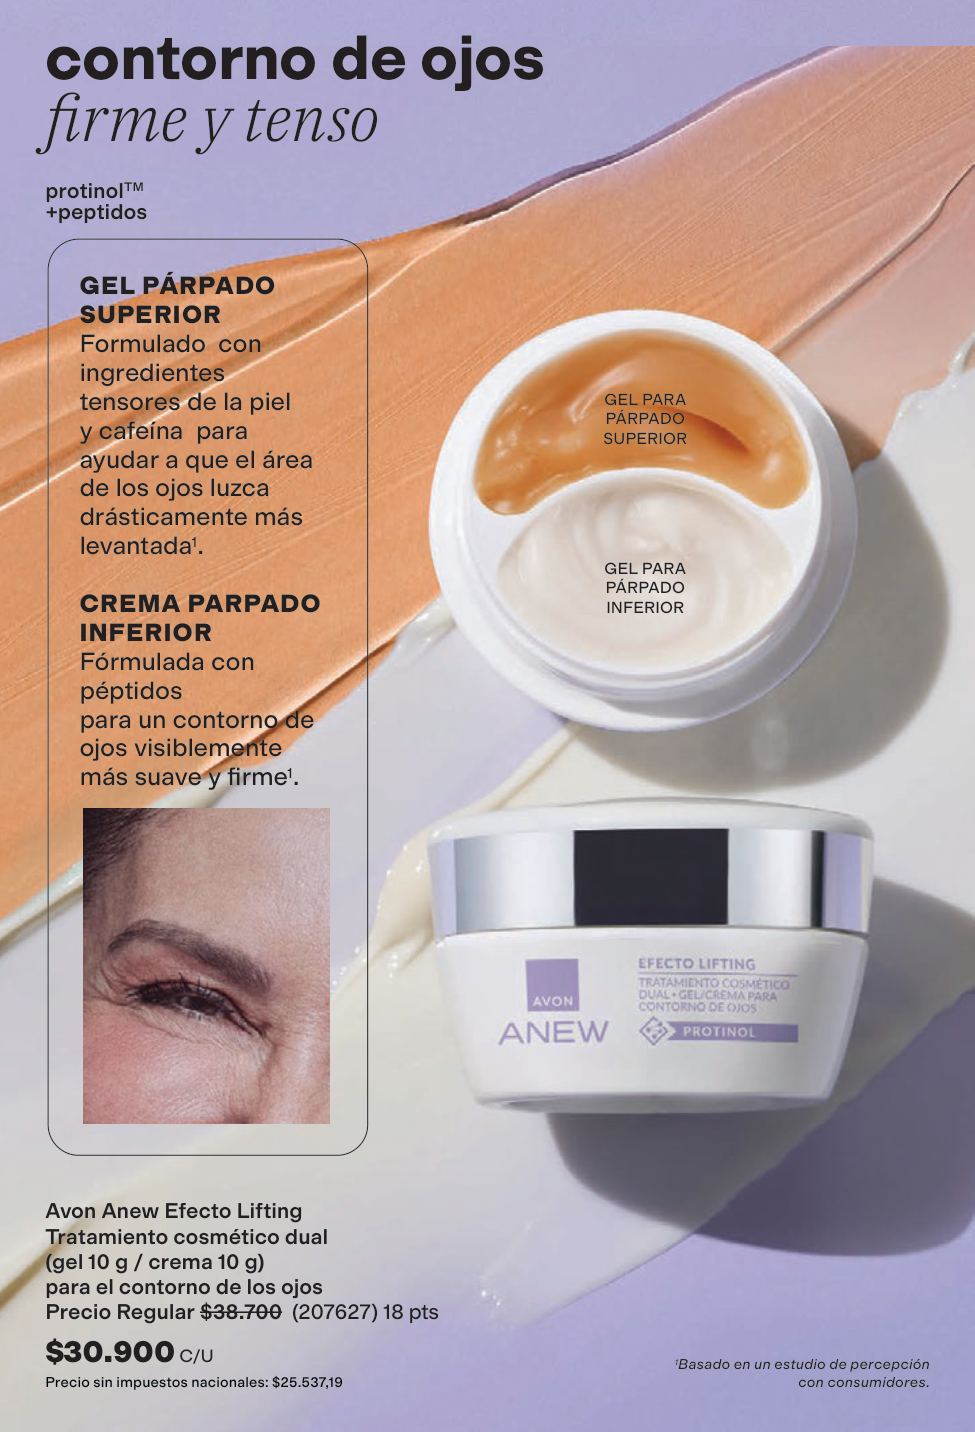 contorno de ojos
firme y tenso
protinol™
+peptidos
GEL PÁRPADO
SUPERIOR
Formulado con
ingredientes
tensores de la piel
y cafeína para
ayudar a que el área
de los ojos luzca
drásticamente más
levantada¹.
CREMA PARPADO
INFERIOR
Fórmulada con
péptidos
para un contorno de
ojos visiblemente
más suave y firme¹.
GEL PARA
PÁRPADO
SUPERIOR
GEL PARA
PÁRPADO
INFERIOR
AVON
ANEW
EFECTO LIFTING
TRATAMIENTO COSMÉTICO
DUAL • GEL/CREMA PARA
CONTORNO DE OJOS
PROTINOL
Avon Anew Efecto Lifting
Tratamiento cosmético dual
(gel 10 g / crema 10 g)
para el contorno de los ojos
Precio Regular $38.700 (207627) 18 pts
$30.900 C/U
Precio sin impuestos nacionales: $25.537,19
¹Basado en un estudio de percepción
con consumidores.